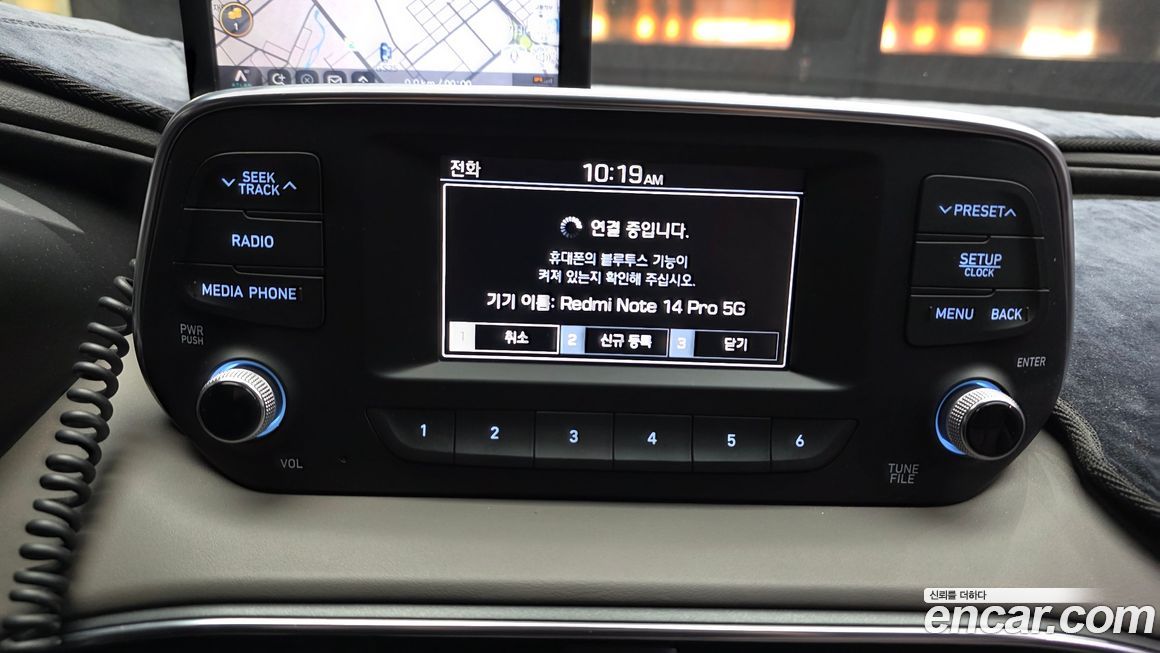 SEEK
TRACK
RADIO
MEDIA PHONE
PWR
PUSH
VOL
전화
10:19 AM
연결 중입니다.
휴대폰의 블루투스 기능이
켜져 있는지 확인해 주십시오.
기기 이름: Redmi Note 14 Pro 5G
1 취소 2 신규 등록 3 닫기
1 2 3 4 5 6
PRESET
SETUP
CLOCK
MENU BACK
ENTER
TUNE
FILE
신뢰를 더하다
encar.com